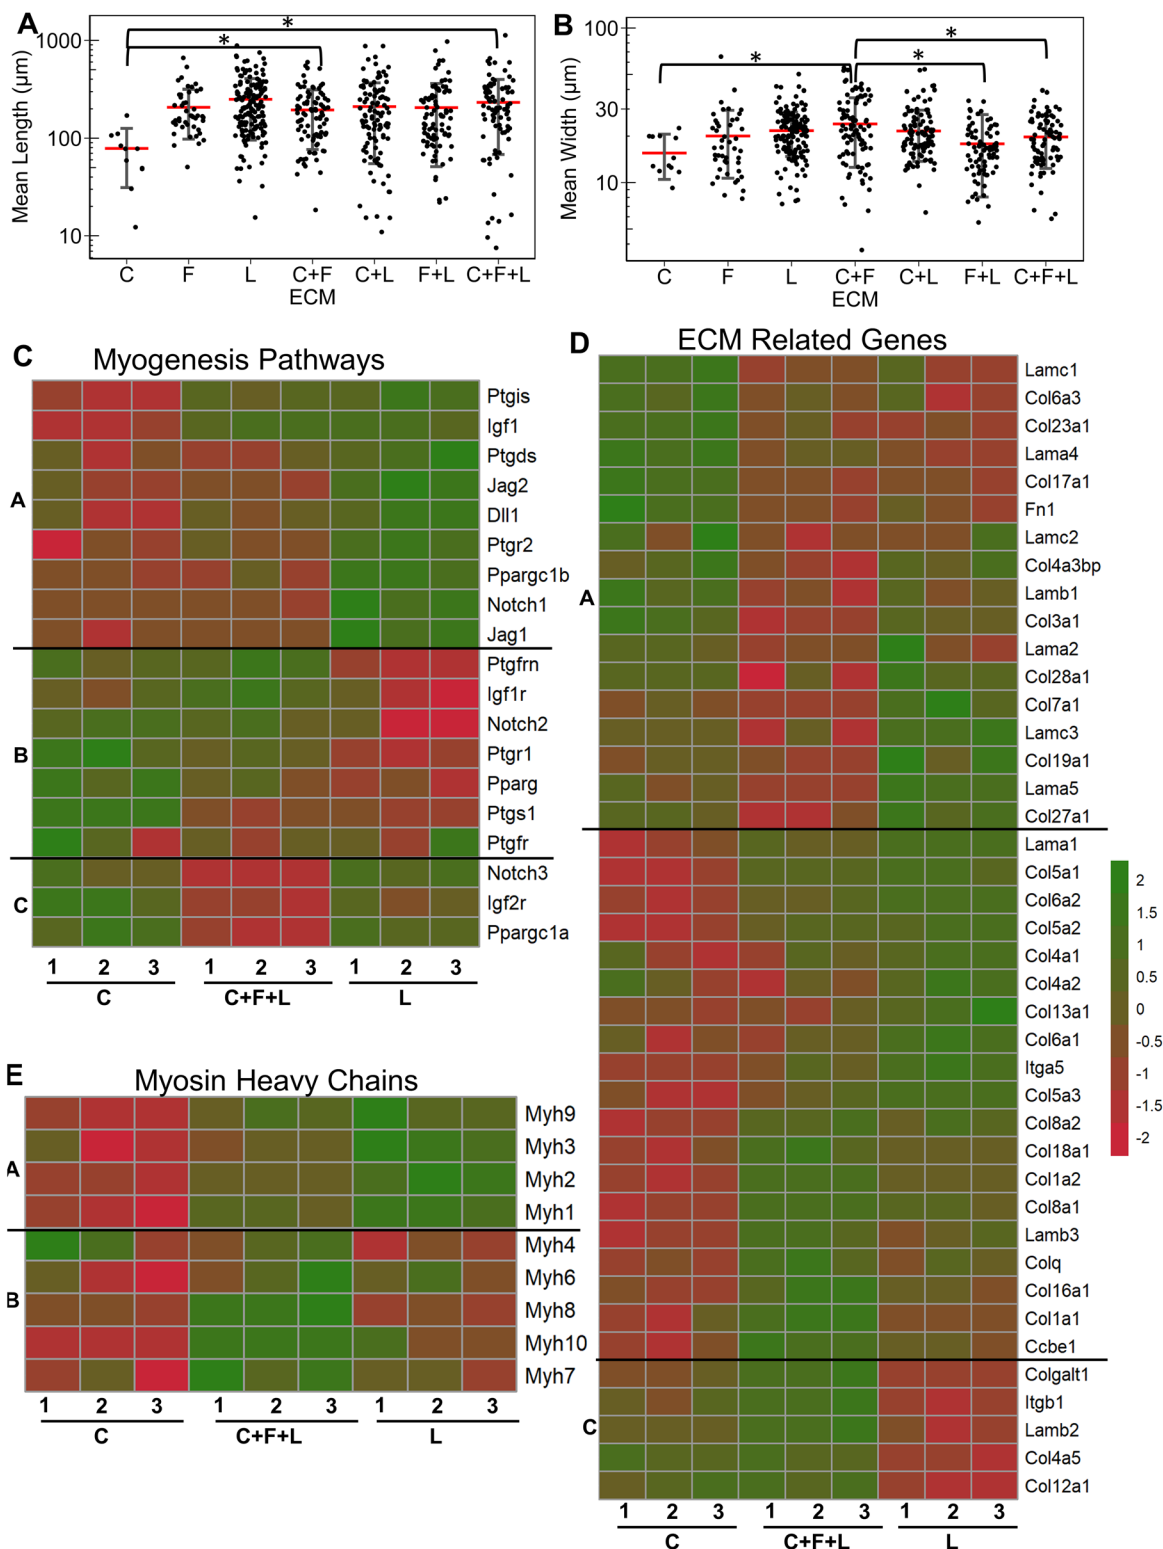 A
Mean Length (µm)
1000
100
10
*
*
C F L C+F C+L F+L C+F+L
ECM
B
Mean Width (µm)
100
30
10
*
*
*
C F L C+F C+L F+L C+F+L
ECM
C
Myogenesis Pathways
A
Ptgis
Igf1
Ptgds
Jag2
Dll1
Ptgr2
Ppargc1b
Notch1
Jag1
B
Ptgfrn
Igf1r
Notch2
Ptgr1
Pparg
Ptgs1
Ptgfr
C
Notch3
Igf2r
Ppargc1a
1 2 3 1 2 3 1 2 3
C C+F+L L
D
ECM Related Genes
A
Lamc1
Col6a3
Col23a1
Lama4
Col17a1
Fn1
Lamc2
Col4a3bp
Lamb1
Col3a1
Lama2
Col28a1
Col7a1
Lamc3
Col19a1
Lama5
Col27a1
Lama1
Col5a1
Col6a2
Col5a2
Col4a1
Col4a2
Col13a1
Col6a1
Itga5
Col5a3
Col8a2
Col18a1
Col1a2
Col8a1
Lamb3
Colq
Col16a1
Col1a1
Ccbe1
C
Colgalt1
Itgb1
Lamb2
Col4a5
Col12a1
1 2 3 1 2 3 1 2 3
C C+F+L L
2
1.5
1
0.5
0
-0.5
-1
-1.5
-2
E
Myosin Heavy Chains
A
Myh9
Myh3
Myh2
Myh1
B
Myh4
Myh6
Myh8
Myh10
Myh7
1 2 3 1 2 3 1 2 3
C C+F+L L